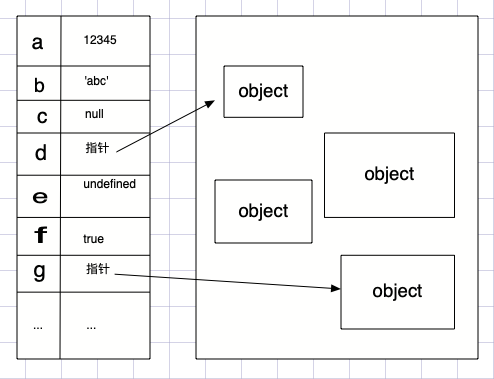 a 12345
b 'abc'
c null
d 指针
e undefined
f true
g 指针
... ...
object
object
object
object